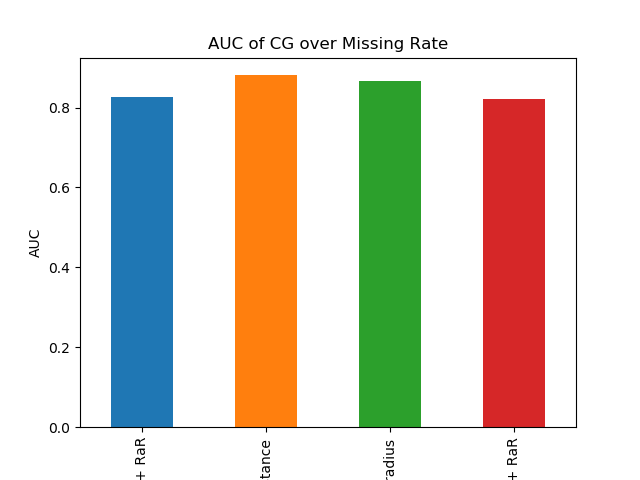 AUC of CG over Missing Rate
AUC
0.8
0.6
0.4
0.2
0.0
+ RaR
tance
radius
+ RaR